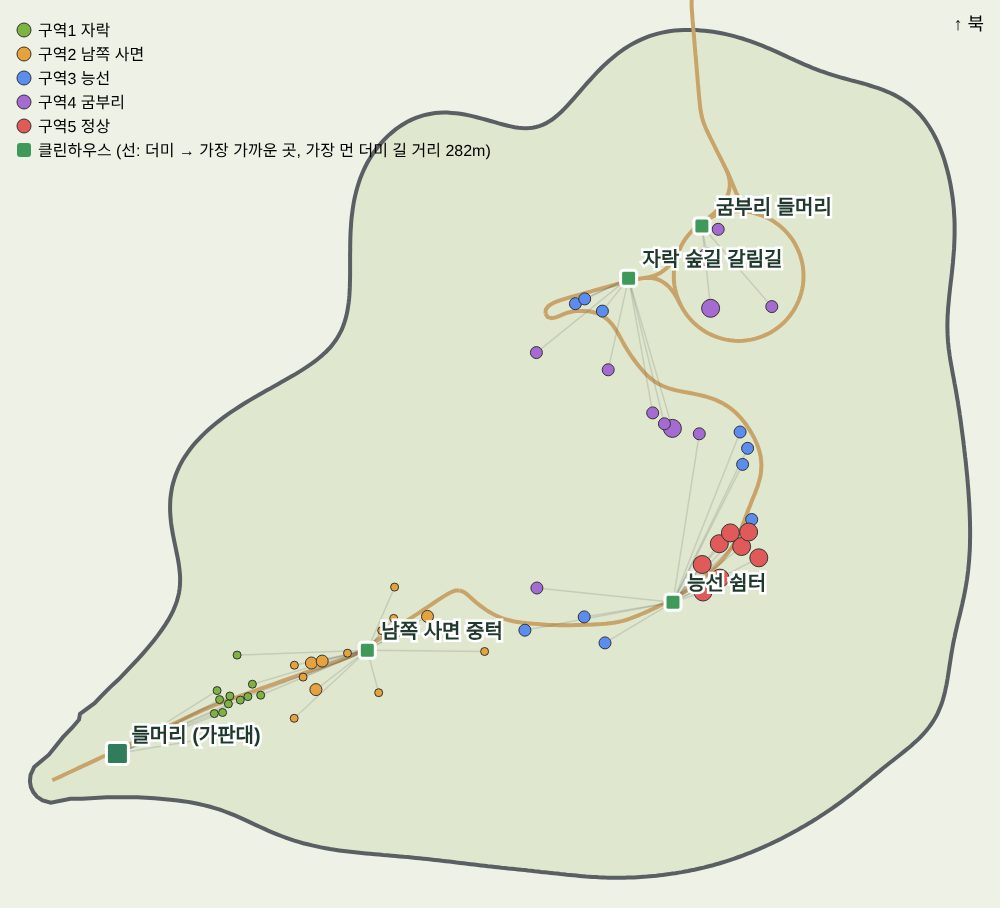 구역1 자락
구역2 남쪽 사면
구역3 능선
구역4 굼부리
구역5 정상
클린하우스 (선: 더미 → 가장 가까운 곳, 가장 먼 더미 길 거리 282m)
↑ 북
굼부리 들머리
자락 숲길 갈림길
능선 쉼터
남쪽 사면 중턱
들머리 (가판대)